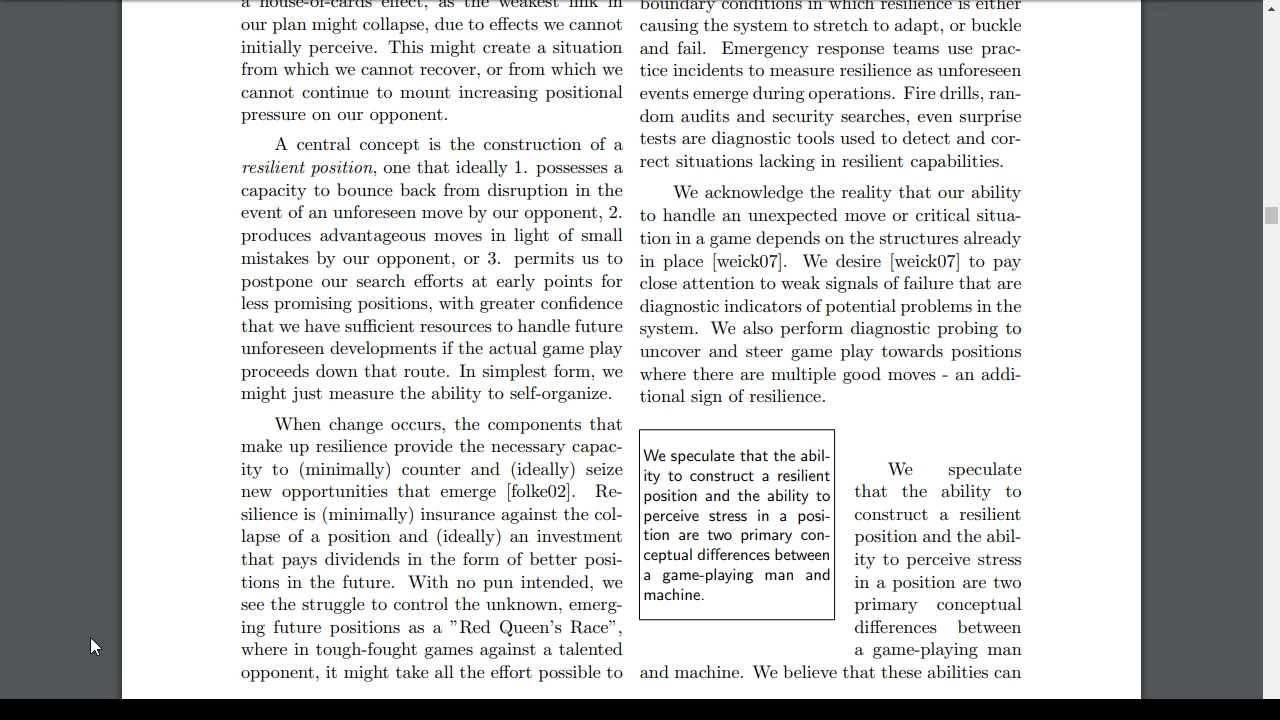 a house-of-cards effect, as the weakest link in
our plan might collapse, due to effects we cannot
initially perceive. This might create a situation
from which we cannot recover, or from which we
cannot continue to mount increasing positional
pressure on our opponent.
A central concept is the construction of a
resilient position, one that ideally 1. possesses a
capacity to bounce back from disruption in the
event of an unforeseen move by our opponent, 2.
produces advantageous moves in light of small
mistakes by our opponent, or 3. permits us to
postpone our search efforts at early points for
less promising positions, with greater confidence
that we have sufficient resources to handle future
unforeseen developments if the actual game play
proceeds down that route. In simplest form, we
might just measure the ability to self-organize.
When change occurs, the components that
make up resilience provide the necessary capac-
ity to (minimally) counter and (ideally) seize
new opportunities that emerge [folke02]. Re-
silience is (minimally) insurance against the col-
lapse of a position and (ideally) an investment
that pays dividends in the form of better posi-
tions in the future. With no pun intended, we
see the struggle to control the unknown, emerg-
ing future positions as a ”Red Queen’s Race”,
where in tough-fought games against a talented
opponent, it might take all the effort possible to
boundary conditions in which resilience is either
causing the system to stretch to adapt, or buckle
and fail. Emergency response teams use prac-
tice incidents to measure resilience as unforeseen
events emerge during operations. Fire drills, ran-
dom audits and security searches, even surprise
tests are diagnostic tools used to detect and cor-
rect situations lacking in resilient capabilities.
We acknowledge the reality that our ability
to handle an unexpected move or critical situa-
tion in a game depends on the structures already
in place [weick07]. We desire [weick07] to pay
close attention to weak signals of failure that are
diagnostic indicators of potential problems in the
system. We also perform diagnostic probing to
uncover and steer game play towards positions
where there are multiple good moves - an addi-
tional sign of resilience.
We speculate that the abil-
ity to construct a resilient
position and the ability to
perceive stress in a posi-
tion are two primary con-
ceptual differences between
a game-playing man and
machine.
We speculate
that the ability to
construct a resilient
position and the abil-
ity to perceive stress
in a position are two
primary conceptual
differences between
a game-playing man
and machine. We believe that these abilities can